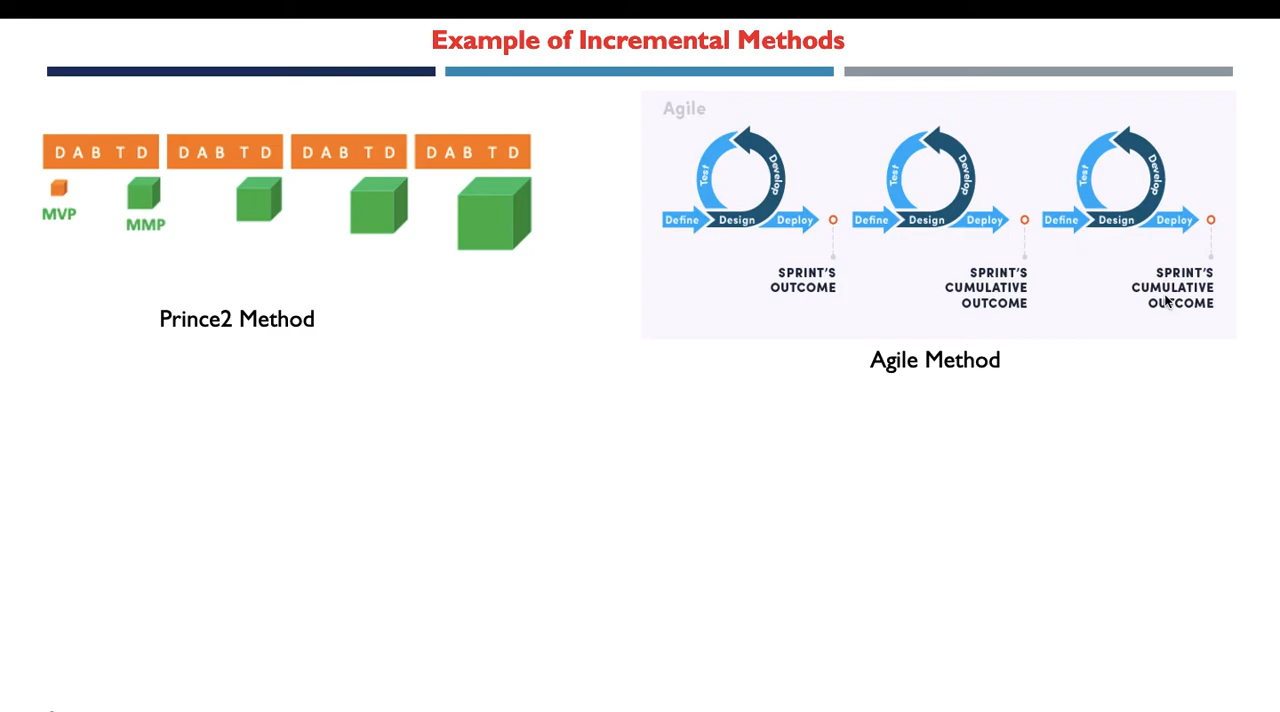 Example of Incremental Methods
D A B T D D A B T D D A B T D D A B T D
MVP
MMP
Prince2 Method
Agile
Test Develop Test Develop Test Develop
Define Design Deploy Define Design Deploy Define Design Deploy
SPRINT'S
OUTCOME
SPRINT'S
CUMULATIVE
OUTCOME
SPRINT'S
CUMULATIVE
OUTCOME
Agile Method